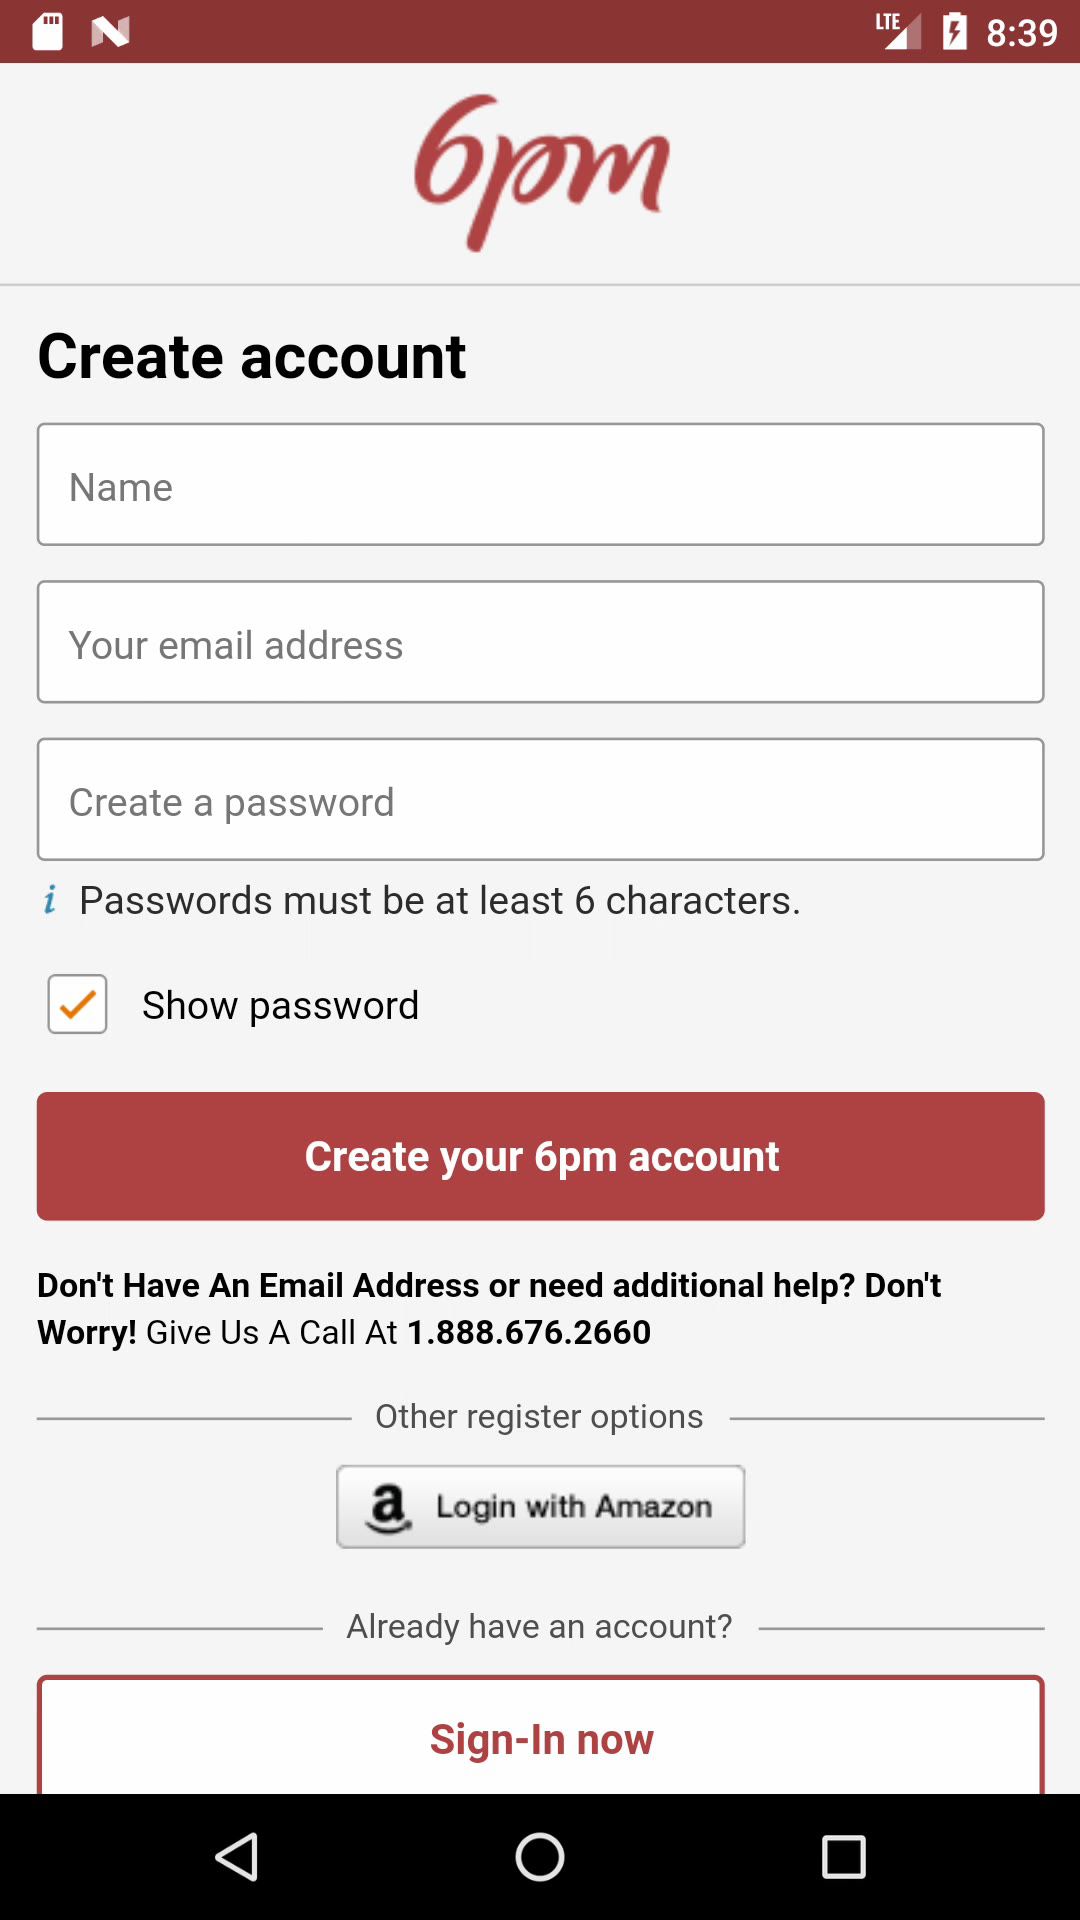 LTE 8:39
6pm
Create account
Name
Your email address
Create a password
i Passwords must be at least 6 characters.
Show password
Create your 6pm account
Don't Have An Email Address or need additional help? Don't
Worry! Give Us A Call At 1.888.676.2660
Other register options
a Login with Amazon
Already have an account?
Sign-In now